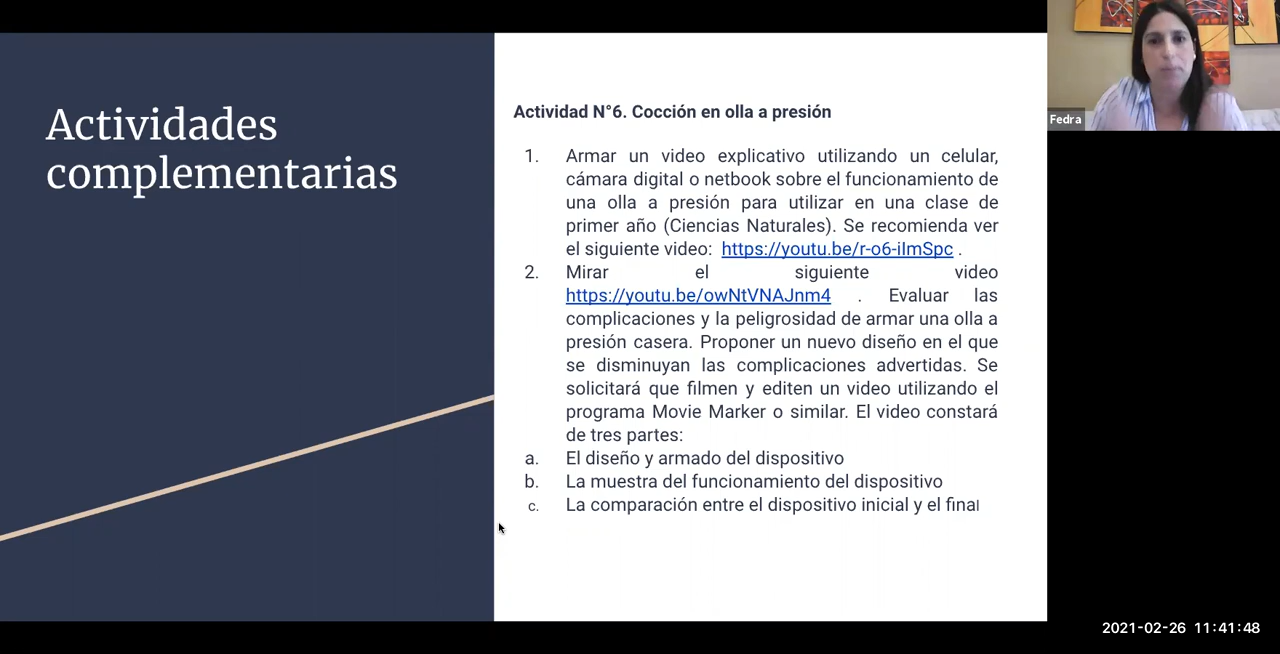 Actividades
complementarias
Actividad N°6. Cocción en olla a presión
1. Armar un video explicativo utilizando un celular,
cámara digital o netbook sobre el funcionamiento de
una olla a presión para utilizar en una clase de
primer año (Ciencias Naturales). Se recomienda ver
el siguiente video: https://youtu.be/r-o6-iImSpc .
2. Mirar el siguiente video
https://youtu.be/owNtVNAJnm4 . Evaluar las
complicaciones y la peligrosidad de armar una olla a
presión casera. Proponer un nuevo diseño en el que
se disminuyan las complicaciones advertidas. Se
solicitará que filmen y editen un video utilizando el
programa Movie Marker o similar. El video constará
de tres partes:
a. El diseño y armado del dispositivo
b. La muestra del funcionamiento del dispositivo
c. La comparación entre el dispositivo inicial y el final
Fedra
2021-02-26 11:41:48